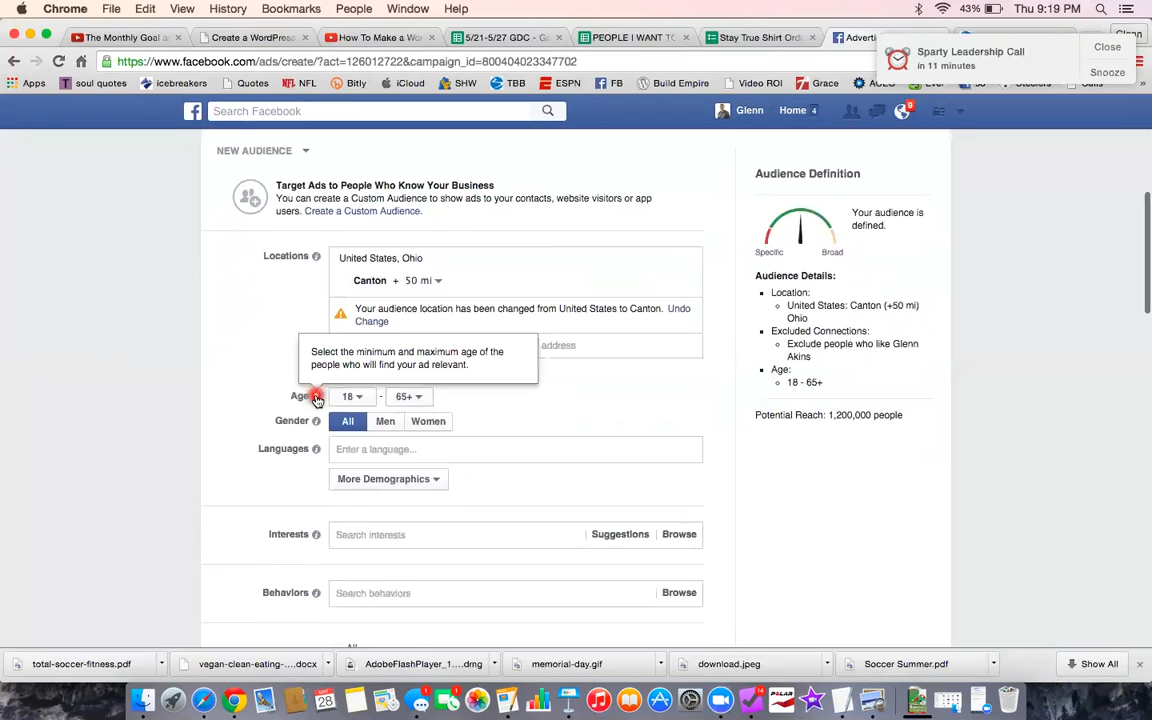 Chrome File Edit View History Bookmarks People Window Help 43% Thu 9:19 PM
The Monthly Goal a Create a WordPress How To Make a Wor 5/21-5/27 GDC - Go PEOPLE I WANT TO Stay True Shirt Ord Adverti Glenn
https://www.facebook.com/ads/create/?act=126012722&campaign_id=800404023347702
Sparty Leadership Call
in 11 minutes
Close
Snooze
Apps soul quotes icebreakers Quotes NFL Bitly iCloud SHW TBB ESPN FB Build Empire Video ROI Grace
Search Facebook Glenn Home 4 9
NEW AUDIENCE
Target Ads to People Who Know Your Business
You can create a Custom Audience to show ads to your contacts, website visitors or app
users. Create a Custom Audience.
Locations
United States, Ohio
Canton + 50 mi
Your audience location has been changed from United States to Canton. Undo
Change
address
Select the minimum and maximum age of the
people who will find your ad relevant.
Age 18 - 65+
Gender All Men Women
Languages Enter a language...
More Demographics
Interests Search interests Suggestions Browse
Behaviors Search behaviors Browse
Audience Definition
Your audience is
defined.
Specific Broad
Audience Details:
Location:
United States: Canton (+50 mi)
Ohio
Excluded Connections:
Exclude people who like Glenn
Akins
Age:
18 - 65+
Potential Reach: 1,200,000 people
total-soccer-fitness.pdf vegan-clean-eating-....docx AdobeFlashPlayer_1....dmg memorial-day.gif download.jpeg Soccer Summer.pdf Show All
28 14 POLAR